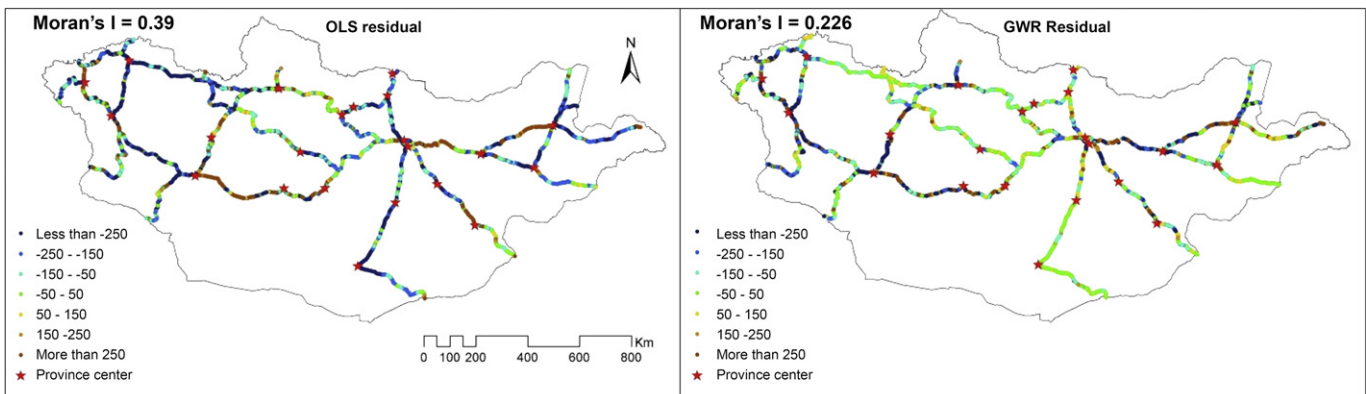 Moran's I = 0.39
OLS residual
N
Less than -250
-250 - -150
-150 - -50
-50 - 50
50 - 150
150 -250
More than 250
Province center
Km
0 100 200 400 600 800
Moran's I = 0.226
GWR Residual
Less than -250
-250 - -150
-150 - -50
-50 - 50
50 - 150
150 -250
More than 250
Province center